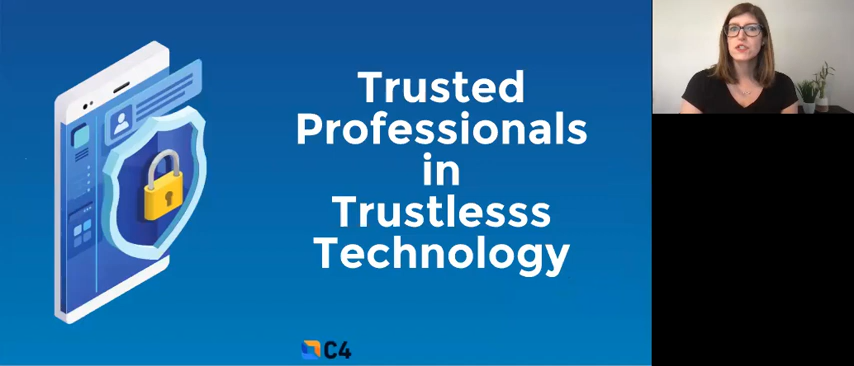 Trusted
Professionals
in
Trustlesss
Technology
C4